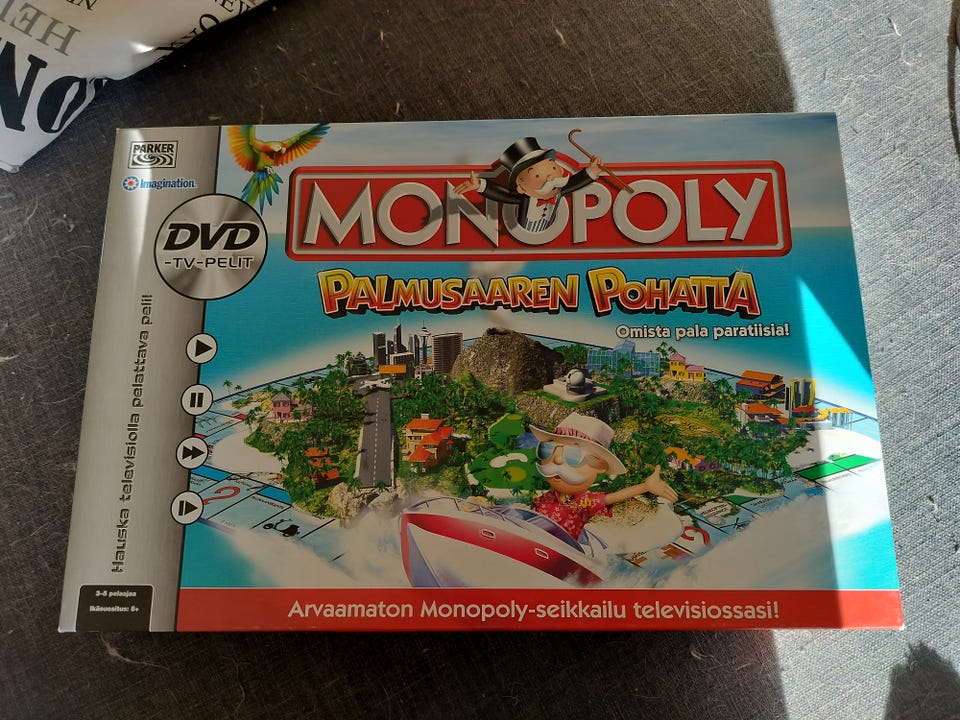 PARKER
Imagination.
DVD
-TV-PELIT
Hauska televisiolla pelattava peli!
3-6 pelaajaa
Ikäsuositus: 8+
MONOPOLY
PALMUSAAREN POHATTA
Omista pala paratiisia!
Arvaamaton Monopoly-seikkailu televisiossasi!